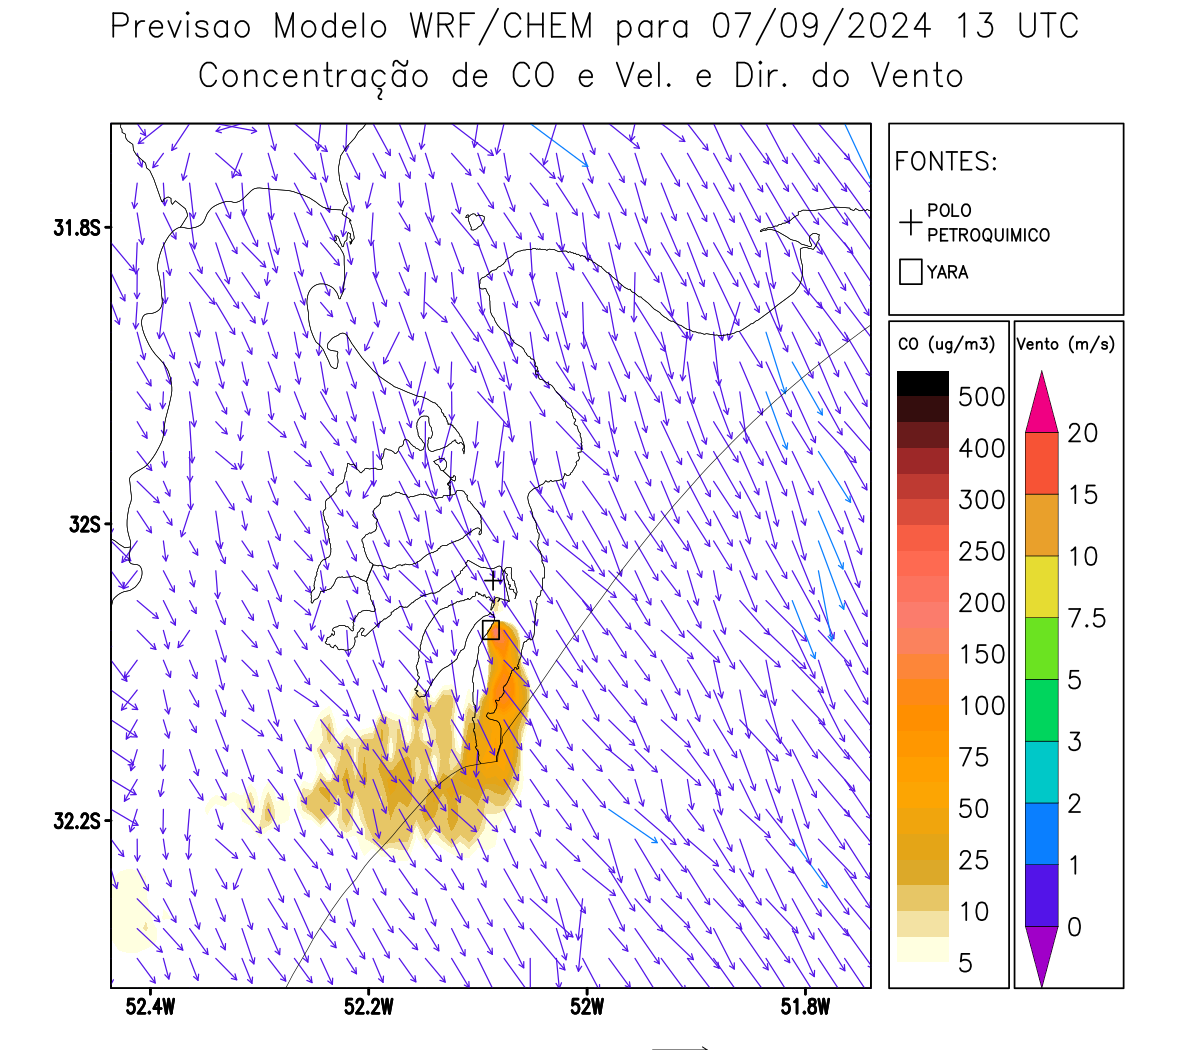 Previsao Modelo WRF/CHEM para 07/09/2024 13 UTC
Concentração de CO e Vel. e Dir. do Vento
FONTES:
POLO
PETROQUIMICO
YARA
CO (ug/m3)
500
400
300
250
200
150
100
75
50
25
10
5
Vento (m/s)
20
15
10
7.5
5
3
2
1
0
31.8S
32S
32.2S
52.4W
52.2W
52W
51.8W